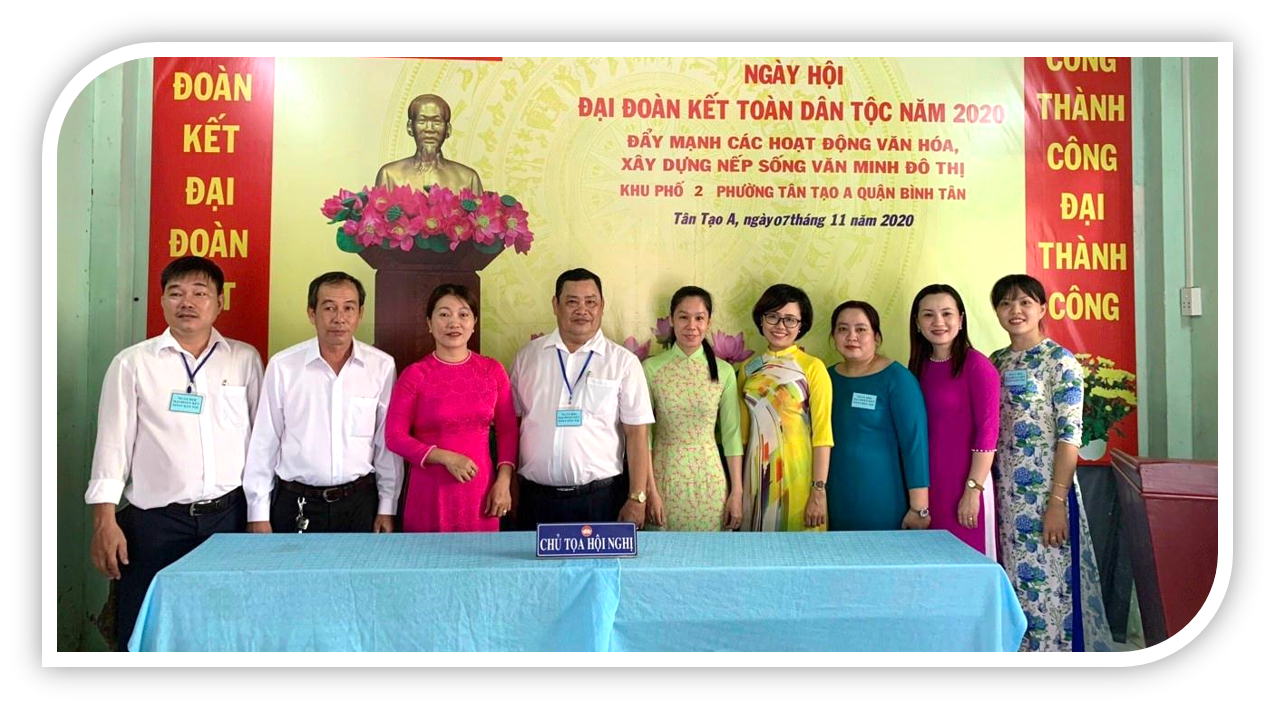 ĐOÀN
KẾT
ĐẠI
ĐOÀN
NGÀY HỘI
ĐẠI ĐOÀN KẾT TOÀN DÂN TỘC NĂM 2020
ĐẨY MẠNH CÁC HOẠT ĐỘNG VĂN HÓA,
XÂY DỰNG NẾP SỐNG VĂN MINH ĐÔ THỊ
KHU PHỐ 2 PHƯỜNG TÂN TẠO A QUẬN BÌNH TÂN
Tân Tạo A, ngày 07 tháng 11 năm 2020
CÔNG
THÀNH
CÔNG
ĐẠI
THÀNH
CÔNG
CHỦ TỌA HỘI NGHỊ